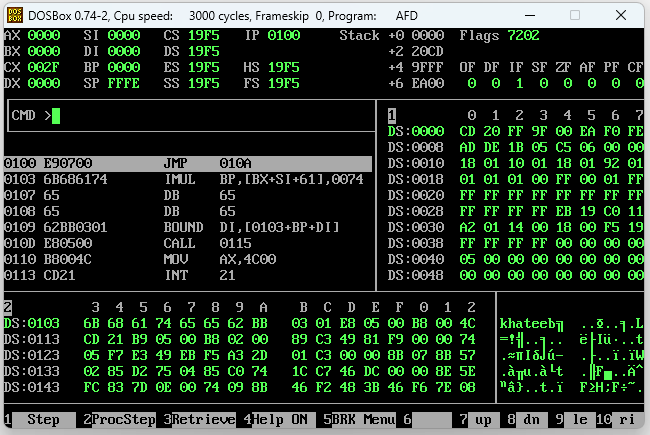 DOSBox 0.74-2, Cpu speed: 3000 cycles, Frameskip 0, Program: AFD
AX 0000 SI 0000 CS 19F5 IP 0100 Stack +0 0000 Flags 7202
BX 0000 DI 0000 DS 19F5 +2 20CD
CX 002F BP 0000 ES 19F5 HS 19F5 +4 9FFF OF DF IF SF ZF AF PF CF
DX 0000 SP FFFE SS 19F5 FS 19F5 +6 EA00 0 0 1 0 0 0 0 0
CMD >
1 0 1 2 3 4 5 6 7
DS:0000 CD 20 FF 9F 00 EA F0 FE
DS:0008 AD DE 1B 05 C5 06 00 00
DS:0010 18 01 10 01 18 01 92 01
DS:0018 01 01 01 00 FF 00 01 FF
DS:0020 FF FF FF FF FF FF FF FF
DS:0028 FF FF FF FF EB 19 C0 11
DS:0030 A2 01 14 00 18 00 F5 19
DS:0038 FF FF FF FF 00 00 00 00
DS:0040 05 00 00 00 00 00 00 00
DS:0048 00 00 00 00 00 00 00 00
0100 E90700 JMP 010A
0103 6B686174 IMUL BP,[BX+SI+61],0074
0107 65 DB 65
0108 65 DB 65
0109 62BB0301 BOUND DI,[0103+BP+DI]
010D E80500 CALL 0115
0110 B8004C MOV AX,4C00
0113 CD21 INT 21
2 3 4 5 6 7 8 9 A B C D E F 0 1 2
DS:0103 6B 68 61 74 65 65 62 BB 03 01 E8 05 00 B8 00 4C khateeb╗ ..Φ..╕.L
DS:0113 CD 21 B9 05 00 B8 02 00 89 C3 49 81 F9 00 00 74
DS:0123 05 F7 E3 49 EB F5 A3 2D 01 C3 00 00 8B 07 8B 57
DS:0133 02 85 D2 75 04 85 C0 74 1C C7 46 DC 00 00 8E 5E
DS:0143 FC 83 7D 0E 00 74 09 8B 46 F2 48 3B 46 F6 7E 08
1 Step 2 ProcStep 3 Retrieve 4 Help ON 5 BRK Menu 6 7 up 8 dn 9 le 10 ri